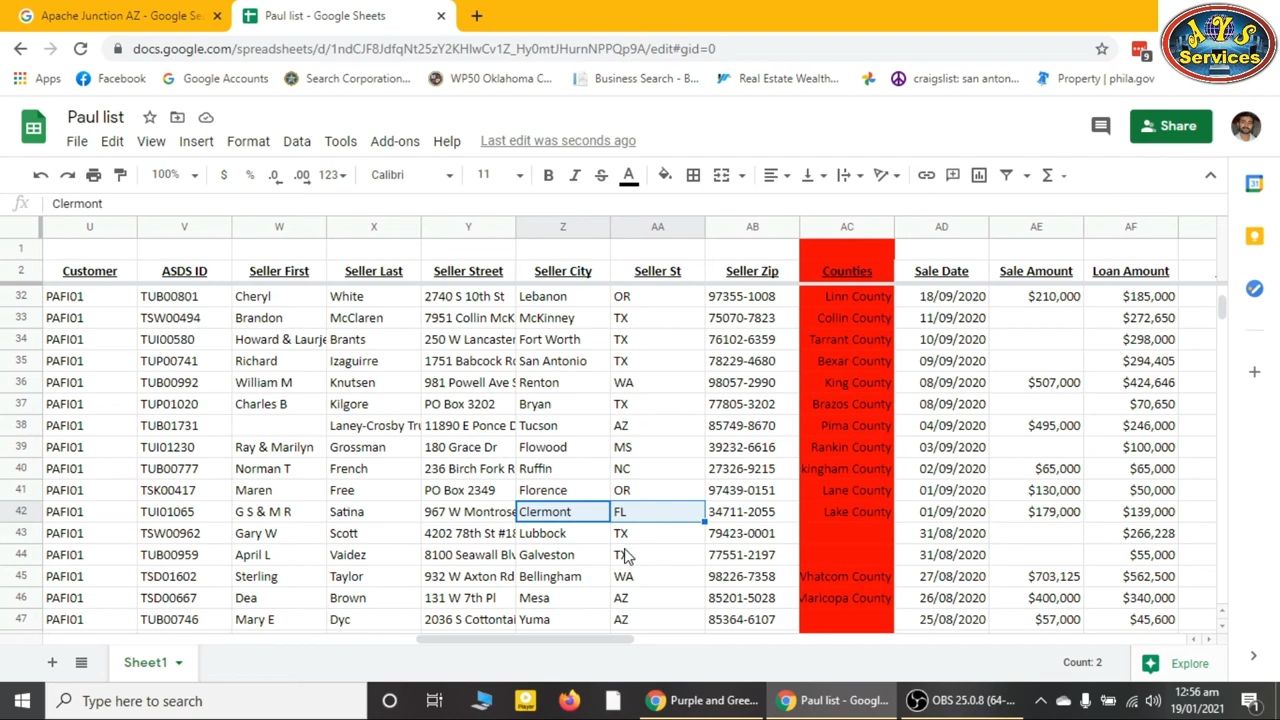 Apache Junction AZ - Google Se
Paul list - Google Sheets
docs.google.com/spreadsheets/d/1ndCJF8JdfqNt25zY2KHlwCv1Z_Hy0mtJHurnNPPQp9A/edit#gid=0
9
AYS
Services
Apps Facebook Google Accounts Search Corporation... WP50 Oklahoma C... Business Search - B... Real Estate Wealth... craigslist: san anton... Property | phila.gov
Paul list
File Edit View Insert Format Data Tools Add-ons Help Last edit was seconds ago
Share
100% $ % .0 .00 123 Calibri 11 B I S A
fx Clermont
U V W X Y Z AA AB AC AD AE AF
1
2 Customer ASDS ID Seller First Seller Last Seller Street Seller City Seller St Seller Zip Counties Sale Date Sale Amount Loan Amount
32 PAFI01 TUB00801 Cheryl White 2740 S 10th St Lebanon OR 97355-1008 Linn County 18/09/2020 $210,000 $185,000
33 PAFI01 TSW00494 Brandon McClaren 7951 Collin McK McKinney TX 75070-7823 Collin County 11/09/2020 $272,650
34 PAFI01 TUI00580 Howard & Laurje Brants 250 W Lancaster Fort Worth TX 76102-6359 Tarrant County 10/09/2020 $298,000
35 PAFI01 TUP00741 Richard Izaguirre 1751 Babcock Ro San Antonio TX 78229-4680 Bexar County 09/09/2020 $294,405
36 PAFI01 TUB00992 William M Knutsen 981 Powell Ave S Renton WA 98057-2990 King County 08/09/2020 $507,000 $424,646
37 PAFI01 TUP01020 Charles B Kilgore PO Box 3202 Bryan TX 77805-3202 Brazos County 08/09/2020 $70,650
38 PAFI01 TUB01731 Laney-Crosby Tru 11890 E Ponce D Tucson AZ 85749-8670 Pima County 04/09/2020 $495,000 $246,000
39 PAFI01 TUI01230 Ray & Marilyn Grossman 180 Grace Dr Flowood MS 39232-6616 Rankin County 03/09/2020 $100,000
40 PAFI01 TUB00777 Norman T French 236 Birch Fork R Ruffin NC 27326-9215 kingham County 02/09/2020 $65,000 $65,000
41 PAFI01 TSK00417 Maren Free PO Box 2349 Florence OR 97439-0151 Lane County 01/09/2020 $130,000 $50,000
42 PAFI01 TUI01065 G S & M R Satina 967 W Montrose Clermont FL 34711-2055 Lake County 01/09/2020 $179,000 $139,000
43 PAFI01 TSW00962 Gary W Scott 4202 78th St #18 Lubbock TX 79423-0001 31/08/2020 $266,228
44 PAFI01 TUB00959 April L Vaidez 8100 Seawall Blv Galveston TX 77551-2197 31/08/2020 $55,000
45 PAFI01 TSD01602 Sterling Taylor 932 W Axton Rd Bellingham WA 98226-7358 Whatcom County 27/08/2020 $703,125 $562,500
46 PAFI01 TSD00667 Dea Brown 131 W 7th Pl Mesa AZ 85201-5028 Maricopa County 26/08/2020 $400,000 $340,000
47 PAFI01 TUB00746 Mary E Dyc 2036 S Cottontai Yuma AZ 85364-6107 25/08/2020 $57,000 $45,600
Sheet1
Count: 2
Explore
Type here to search
Purple and Gree...
Paul list - Googl...
OBS 25.0.8 (64-...
12:56 am
19/01/2021
1